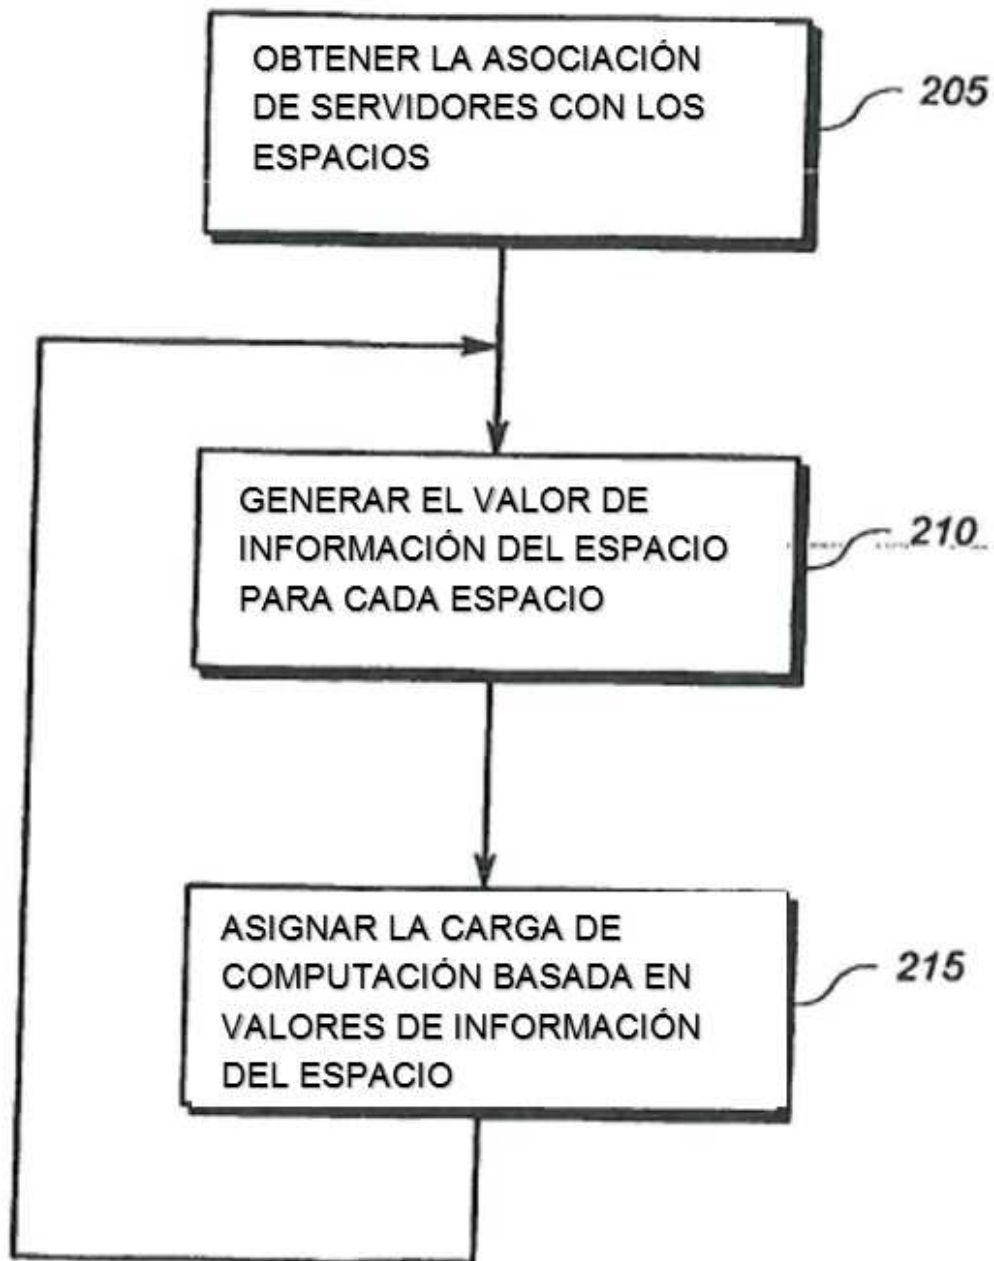 OBTENER LA ASOCIACIÓN
DE SERVIDORES CON LOS
ESPACIOS
205
GENERAR EL VALOR DE
INFORMACIÓN DEL ESPACIO
PARA CADA ESPACIO
210
ASIGNAR LA CARGA DE
COMPUTACIÓN BASADA EN
VALORES DE INFORMACIÓN
DEL ESPACIO
215